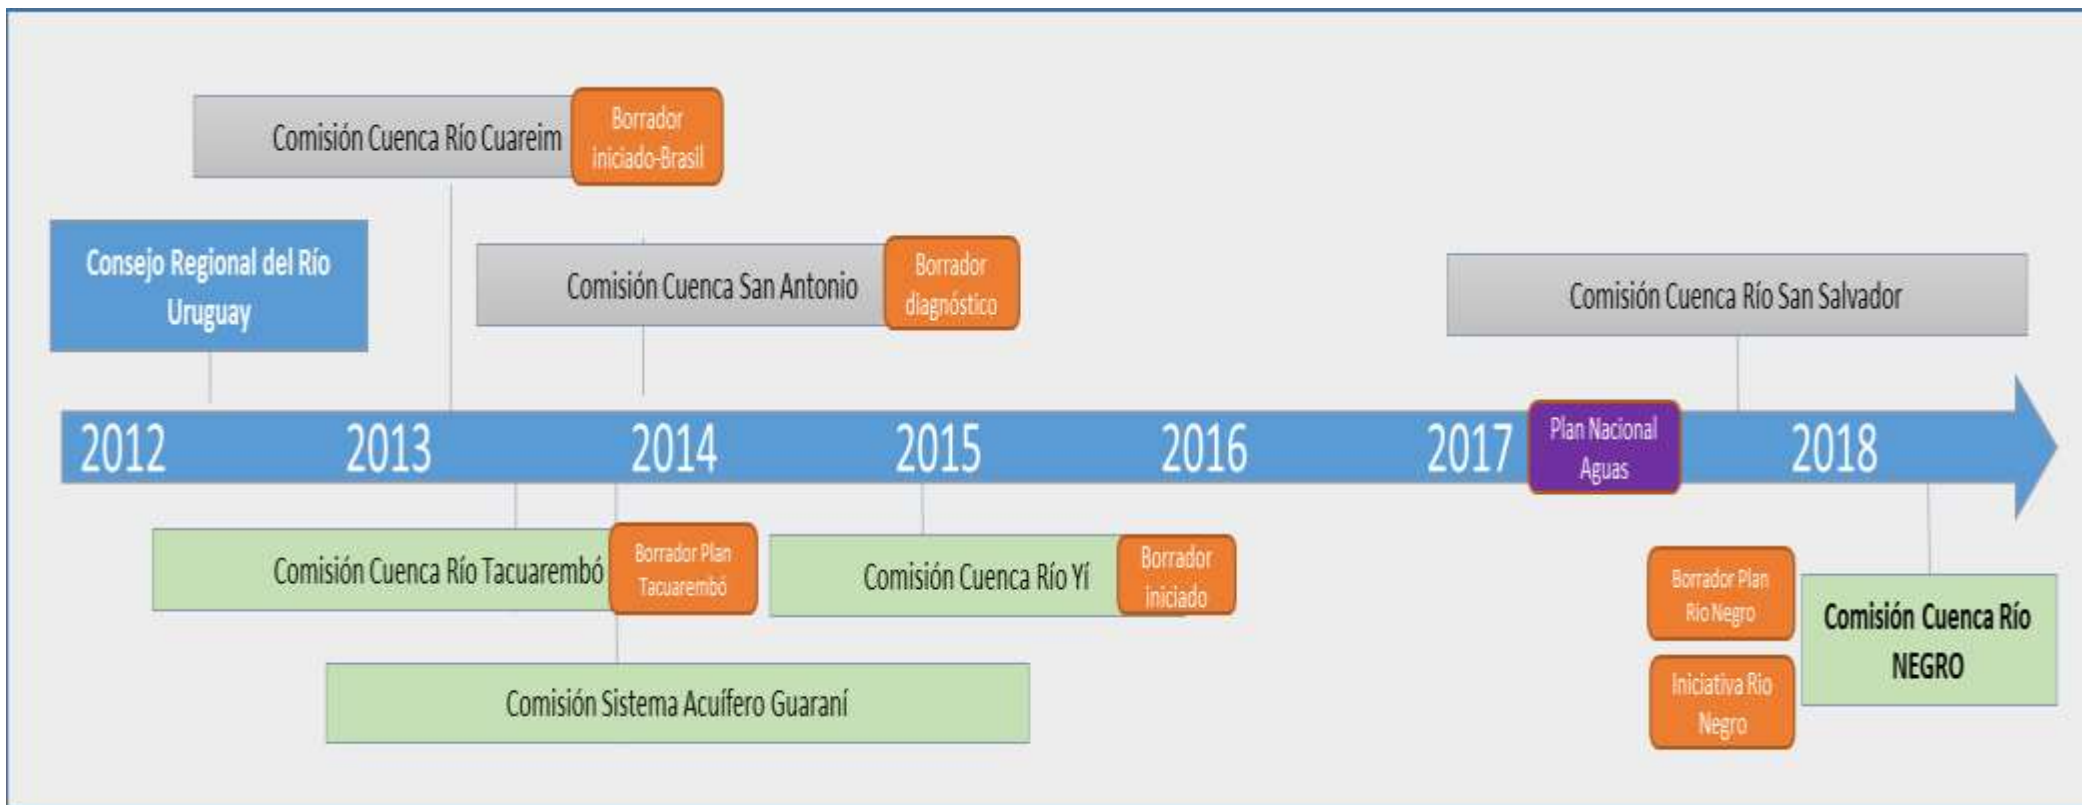 Comisión Cuenca Río Cuareim
Borrador
iniciado-Brasil
Consejo Regional del Río
Uruguay
Comisión Cuenca San Antonio
Borrador
diagnóstico
Comisión Cuenca Río San Salvador
2012
2013
2014
2015
2016
2017
Plan Nacional
Aguas
2018
Comisión Cuenca Río Tacuarembó
Borrador Plan
Tacuarembó
Comisión Cuenca Río Yí
Borrador
iniciado
Borrador Plan
Rio Negro
Comisión Cuenca Río
NEGRO
Iniciativa Rio
Negro
Comisión Sistema Acuífero Guaraní